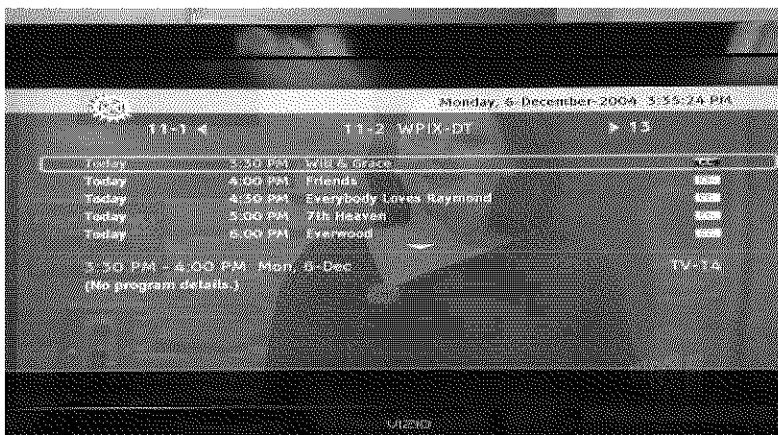 Monday, 6-December-2004 3:35:24 PM
11-1 11-2 WPIX-DT 13
Today 3:30 PM Will & Grace
Today 4:00 PM Friends
Today 4:30 PM Everybody Loves Raymond
Today 5:00 PM 7th Heaven
Today 6:00 PM Everwood
3:30 PM - 4:00 PM Mon, 6-Dec TV-14
(No program details.)
VIZIO